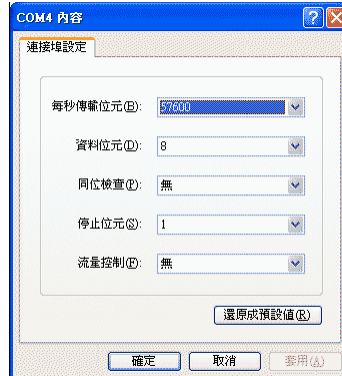 COM4 內容
連接埠設定
每秒傳輸位元(B): 57600
資料位元(D): 8
同位檢查(P): 無
停止位元(S): 1
流量控制(F): 無
還原成預設值(R)
確定 取消 套用(A)